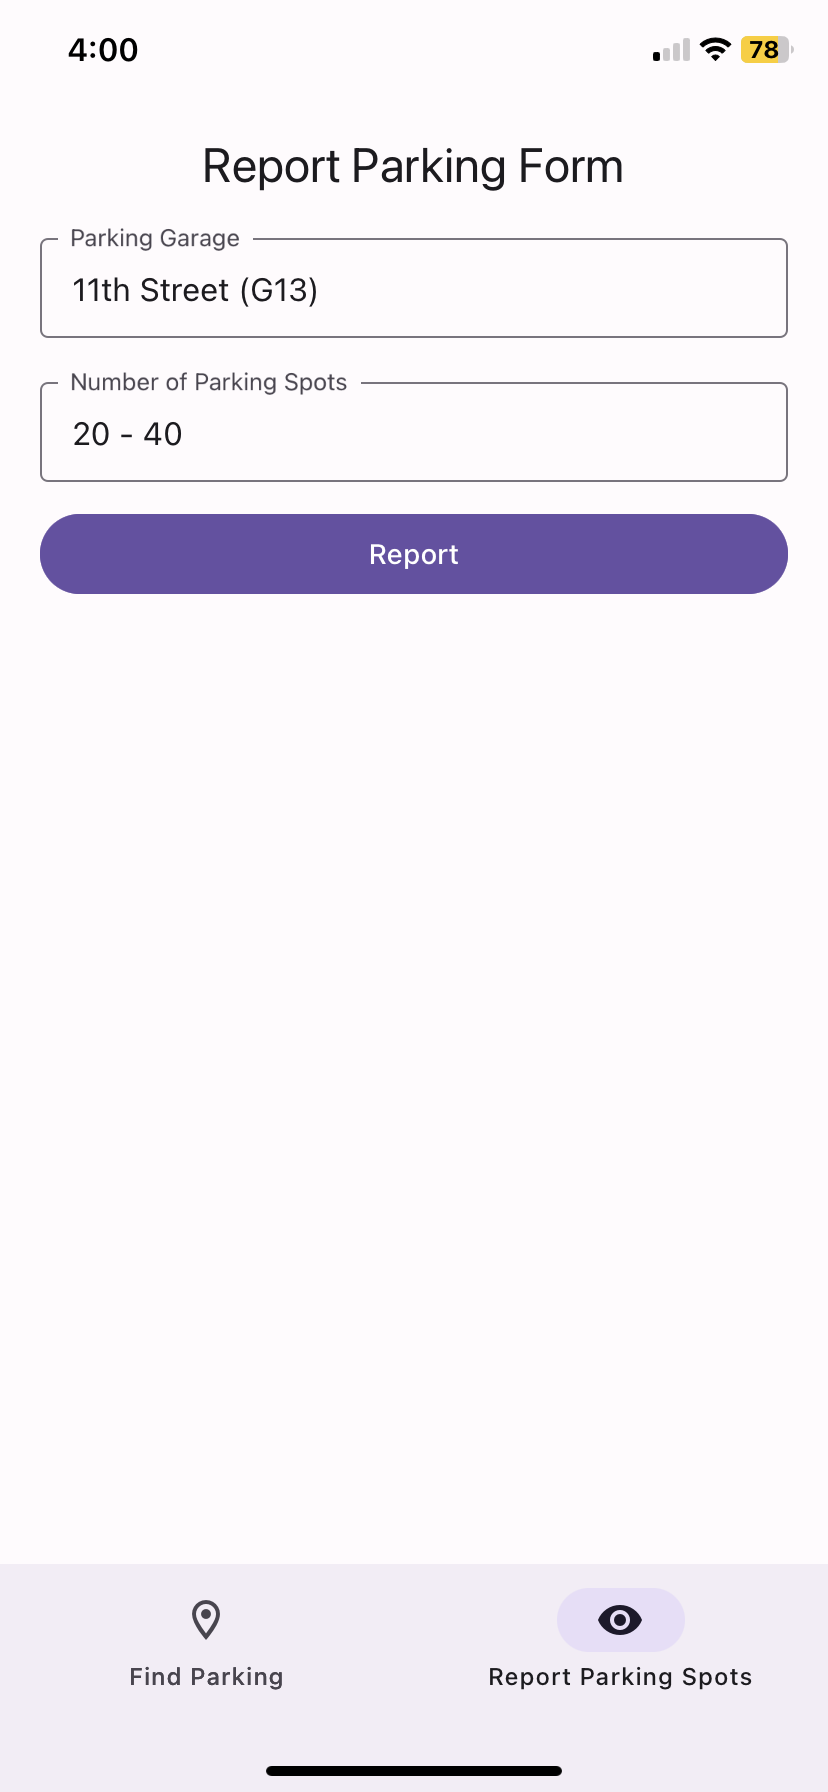 4:00
78
Report Parking Form
Parking Garage
11th Street (G13)
Number of Parking Spots
20 - 40
Report
Find Parking
Report Parking Spots